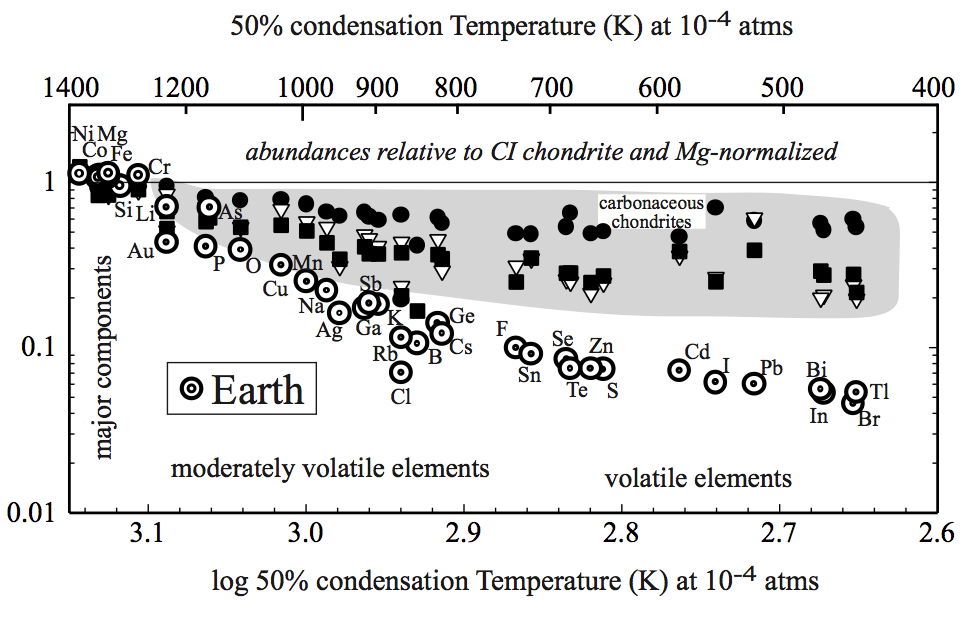 50% condensation Temperature (K) at 10-4 atms
1400 1200 1000 900 800 700 600 500 400
Ni Mg
Co Fe Cr
abundances relative to CI chondrite and Mg-normalized
1
Si Li As
carbonaceous
chondrites
Au P O
Cu Mn
Na Sb
Ag Ga K Ge
Rb B Cs
Cl
F Sn Se Te Zn S
Cd I Pb Bi In Tl Br
0.1
major components
Earth
moderately volatile elements
volatile elements
0.01
3.1 3.0 2.9 2.8 2.7 2.6
log 50% condensation Temperature (K) at 10-4 atms